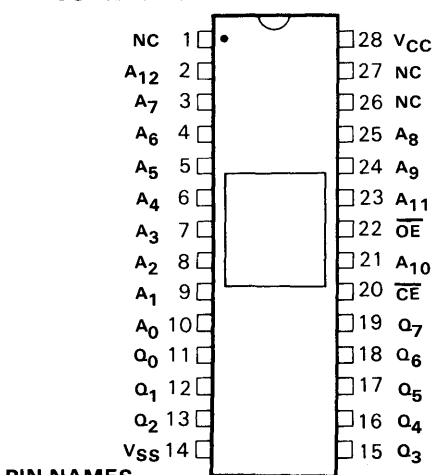 NC 1 28 VCC
A12 2 27 NC
A7 3 26 NC
A6 4 25 A8
A5 5 24 A9
A4 6 23 A11
A3 7 22 O̅E̅
A2 8 21 A10
A1 9 20 C̅E̅
A0 10 19 Q7
Q0 11 18 Q6
Q1 12 17 Q5
Q2 13 16 Q4
VSS 14 15 Q3
PIN NAMES